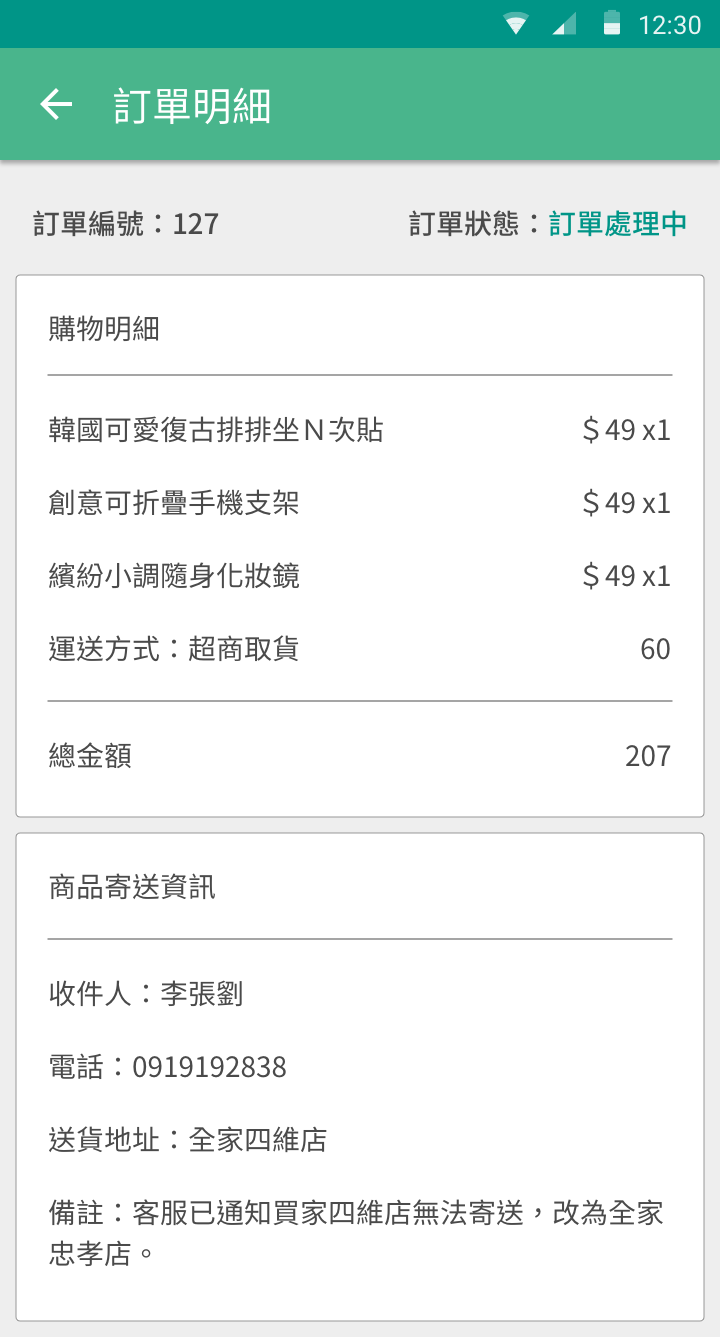 12:30
訂單明細
訂單編號：127 訂單狀態：訂單處理中
購物明細
韓國可愛復古排排坐Ｎ次貼 ＄49 x1
創意可折疊手機支架 ＄49 x1
繽紛小調隨身化妝鏡 ＄49 x1
運送方式：超商取貨 60
總金額 207
商品寄送資訊
收件人：李張劉
電話：0919192838
送貨地址：全家四維店
備註：客服已通知買家四維店無法寄送，改為全家
忠孝店。